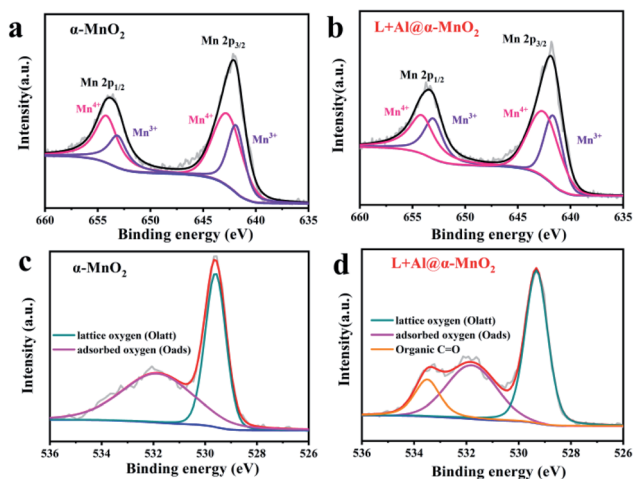 a
α-MnO₂
Intensity(a.u.)
Mn 2p₁/₂
Mn 2p₃/₂
Mn⁴⁺
Mn³⁺
Mn⁴⁺
Mn³⁺
660 655 650 645 640 635
Binding energy (eV)
b
L+Al@α-MnO₂
Intensity(a.u.)
Mn 2p₁/₂
Mn 2p₃/₂
Mn⁴⁺
Mn³⁺
Mn⁴⁺
Mn³⁺
660 655 650 645 640 635
Binding energy (eV)
c
α-MnO₂
Intensity (a.u.)
lattice oxygen (Olatt)
adsorbed oxygen (Oads)
536 534 532 530 528 526
Binding energy (eV)
d
L+Al@α-MnO₂
Intensity (a.u.)
lattice oxygen (Olatt)
adsorbed oxygen (Oads)
Organic C=O
536 534 532 530 528 526
Binding energy (eV)